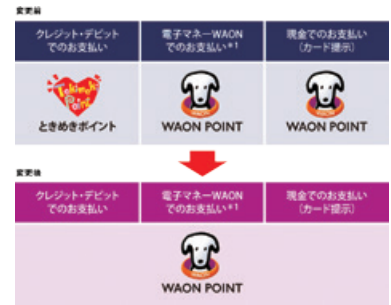 変更前
クレジット・デビット
でのお支払い
電子マネーWAON
でのお支払い*1
現金でのお支払い
(カード提示)
Tokimeki
Point
ときめきポイント
WAON
WAON POINT
WAON
WAON POINT
変更後
クレジット・デビット
でのお支払い
電子マネーWAON
でのお支払い*1
現金でのお支払い
(カード提示)
WAON
WAON POINT